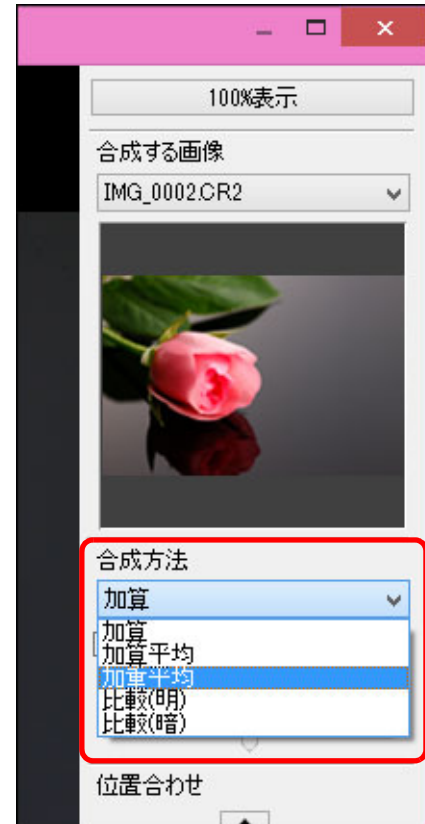 100%表示
合成する画像
IMG_0002.CR2
合成方法
加算
加算
加算平均
加重平均
比較(明)
比較(暗)
位置合わせ